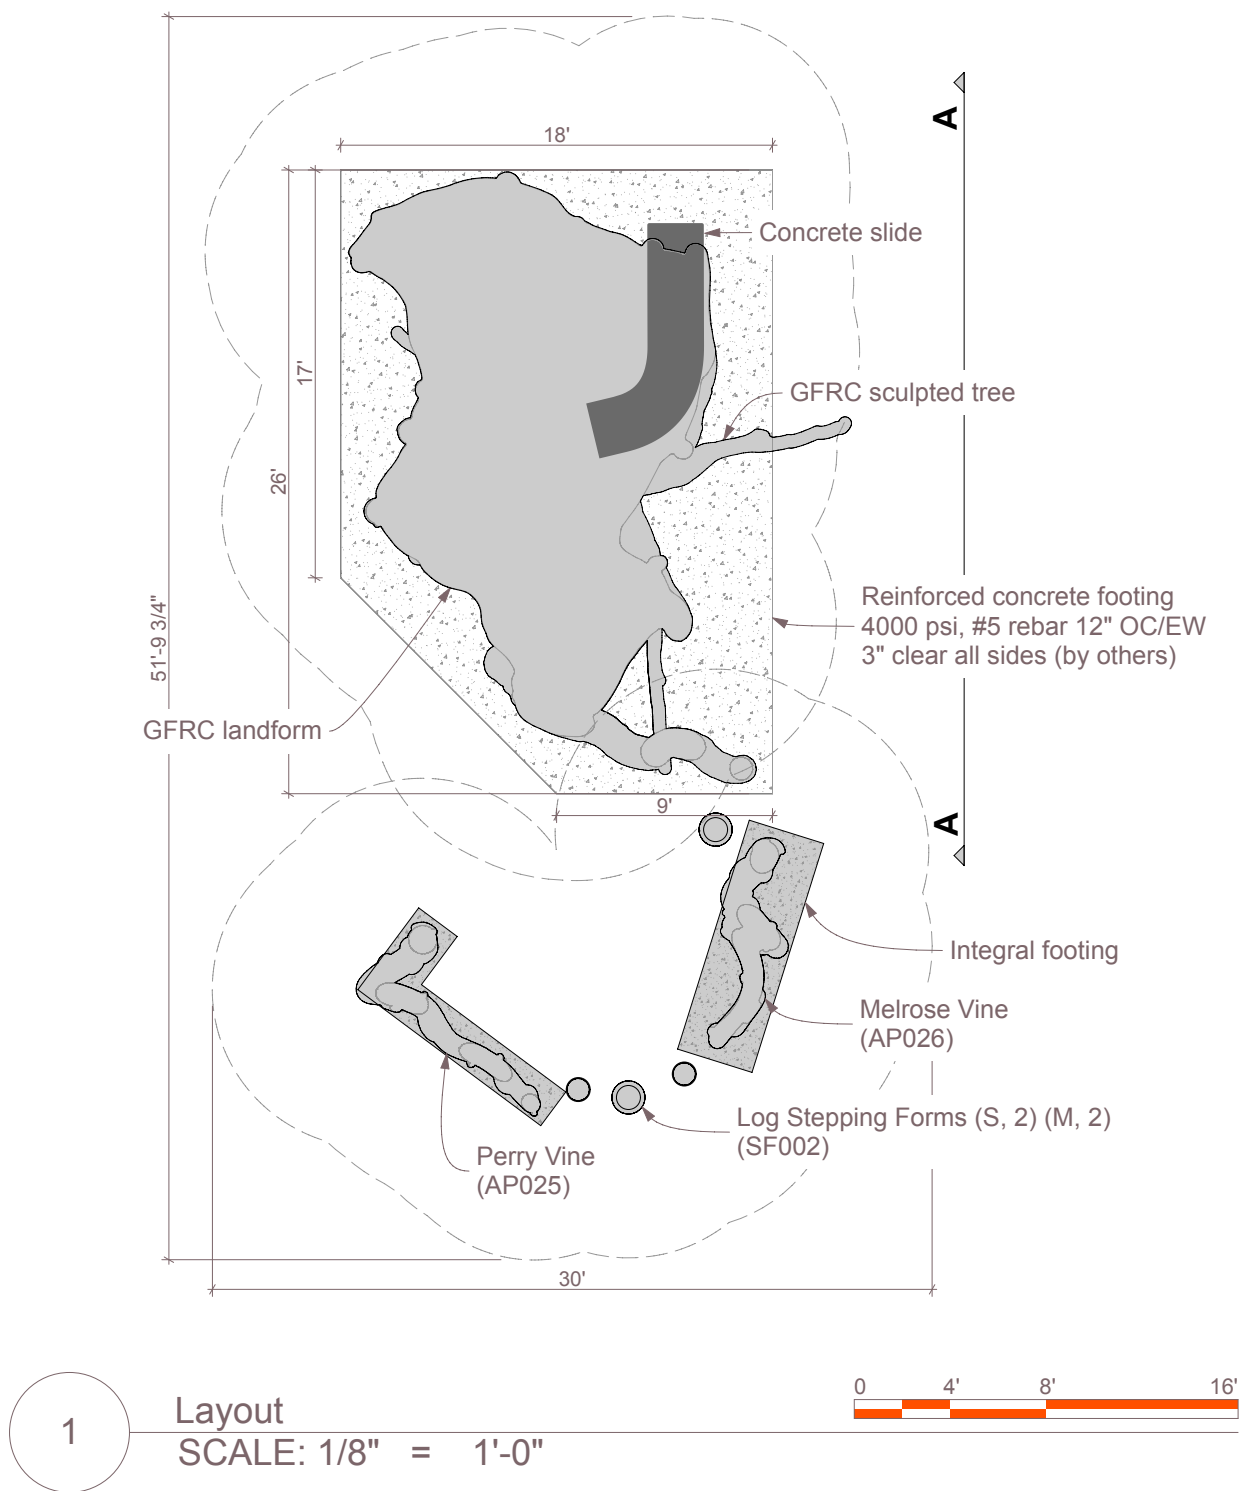 18'
A
Concrete slide
17'
GFRC sculpted tree
26'
51'-9 3/4"
Reinforced concrete footing
4000 psi, #5 rebar 12" OC/EW
3" clear all sides (by others)
GFRC landform
9'
A
Integral footing
Melrose Vine
(AP026)
Log Stepping Forms (S, 2) (M, 2)
(SF002)
Perry Vine
(AP025)
30'
0 4' 8' 16'
1
Layout
SCALE: 1/8" = 1'-0"